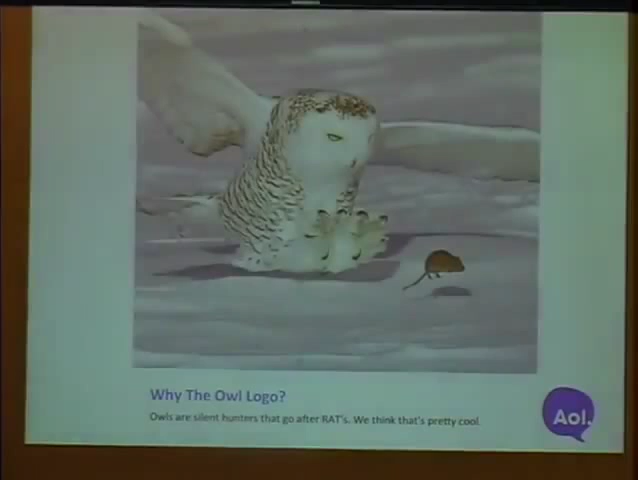 Why The Owl Logo?
Owls are silent hunters that go after RAT's. We think that's pretty cool.
Aol.